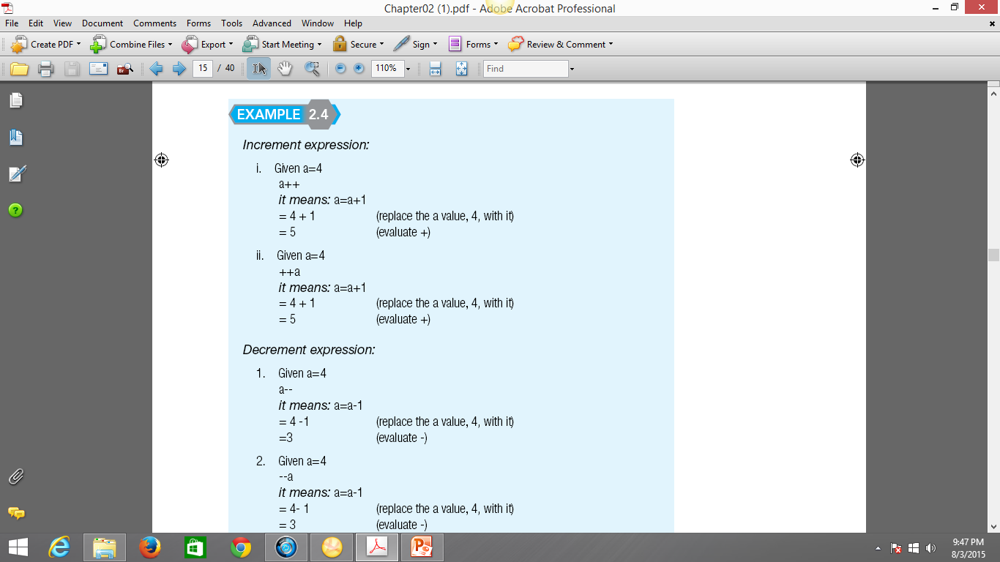 Chapter02 (1).pdf - Adobe Acrobat Professional
File Edit View Document Comments Forms Tools Advanced Window Help
Create PDF Combine Files Export Start Meeting Secure Sign Forms Review & Comment
Br 15 / 40 110% Find
EXAMPLE 2.4
Increment expression:
i. Given a=4
a++
it means: a=a+1
= 4 + 1 (replace the a value, 4, with it)
= 5 (evaluate +)
ii. Given a=4
++a
it means: a=a+1
= 4 + 1 (replace the a value, 4, with it)
= 5 (evaluate +)
Decrement expression:
1. Given a=4
a--
it means: a=a-1
= 4 -1 (replace the a value, 4, with it)
=3 (evaluate -)
2. Given a=4
--a
it means: a=a-1
= 4- 1 (replace the a value, 4, with it)
= 3 (evaluate -)
9:47 PM
8/3/2015